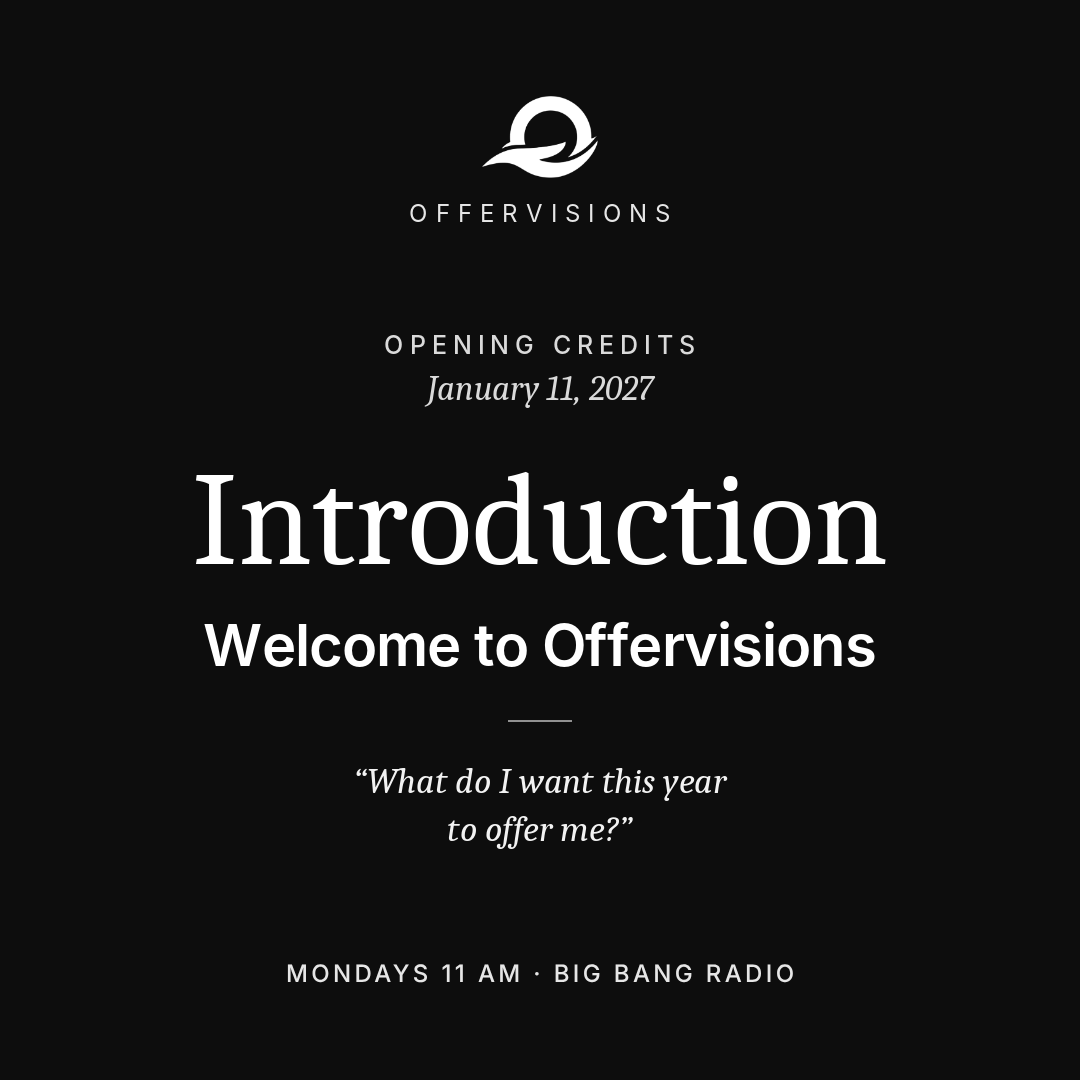 OFFERVISIONS
OPENING CREDITS
January 11, 2027
Introduction
Welcome to Offervisions
“What do I want this year
to offer me?”
MONDAYS 11 AM · BIG BANG RADIO